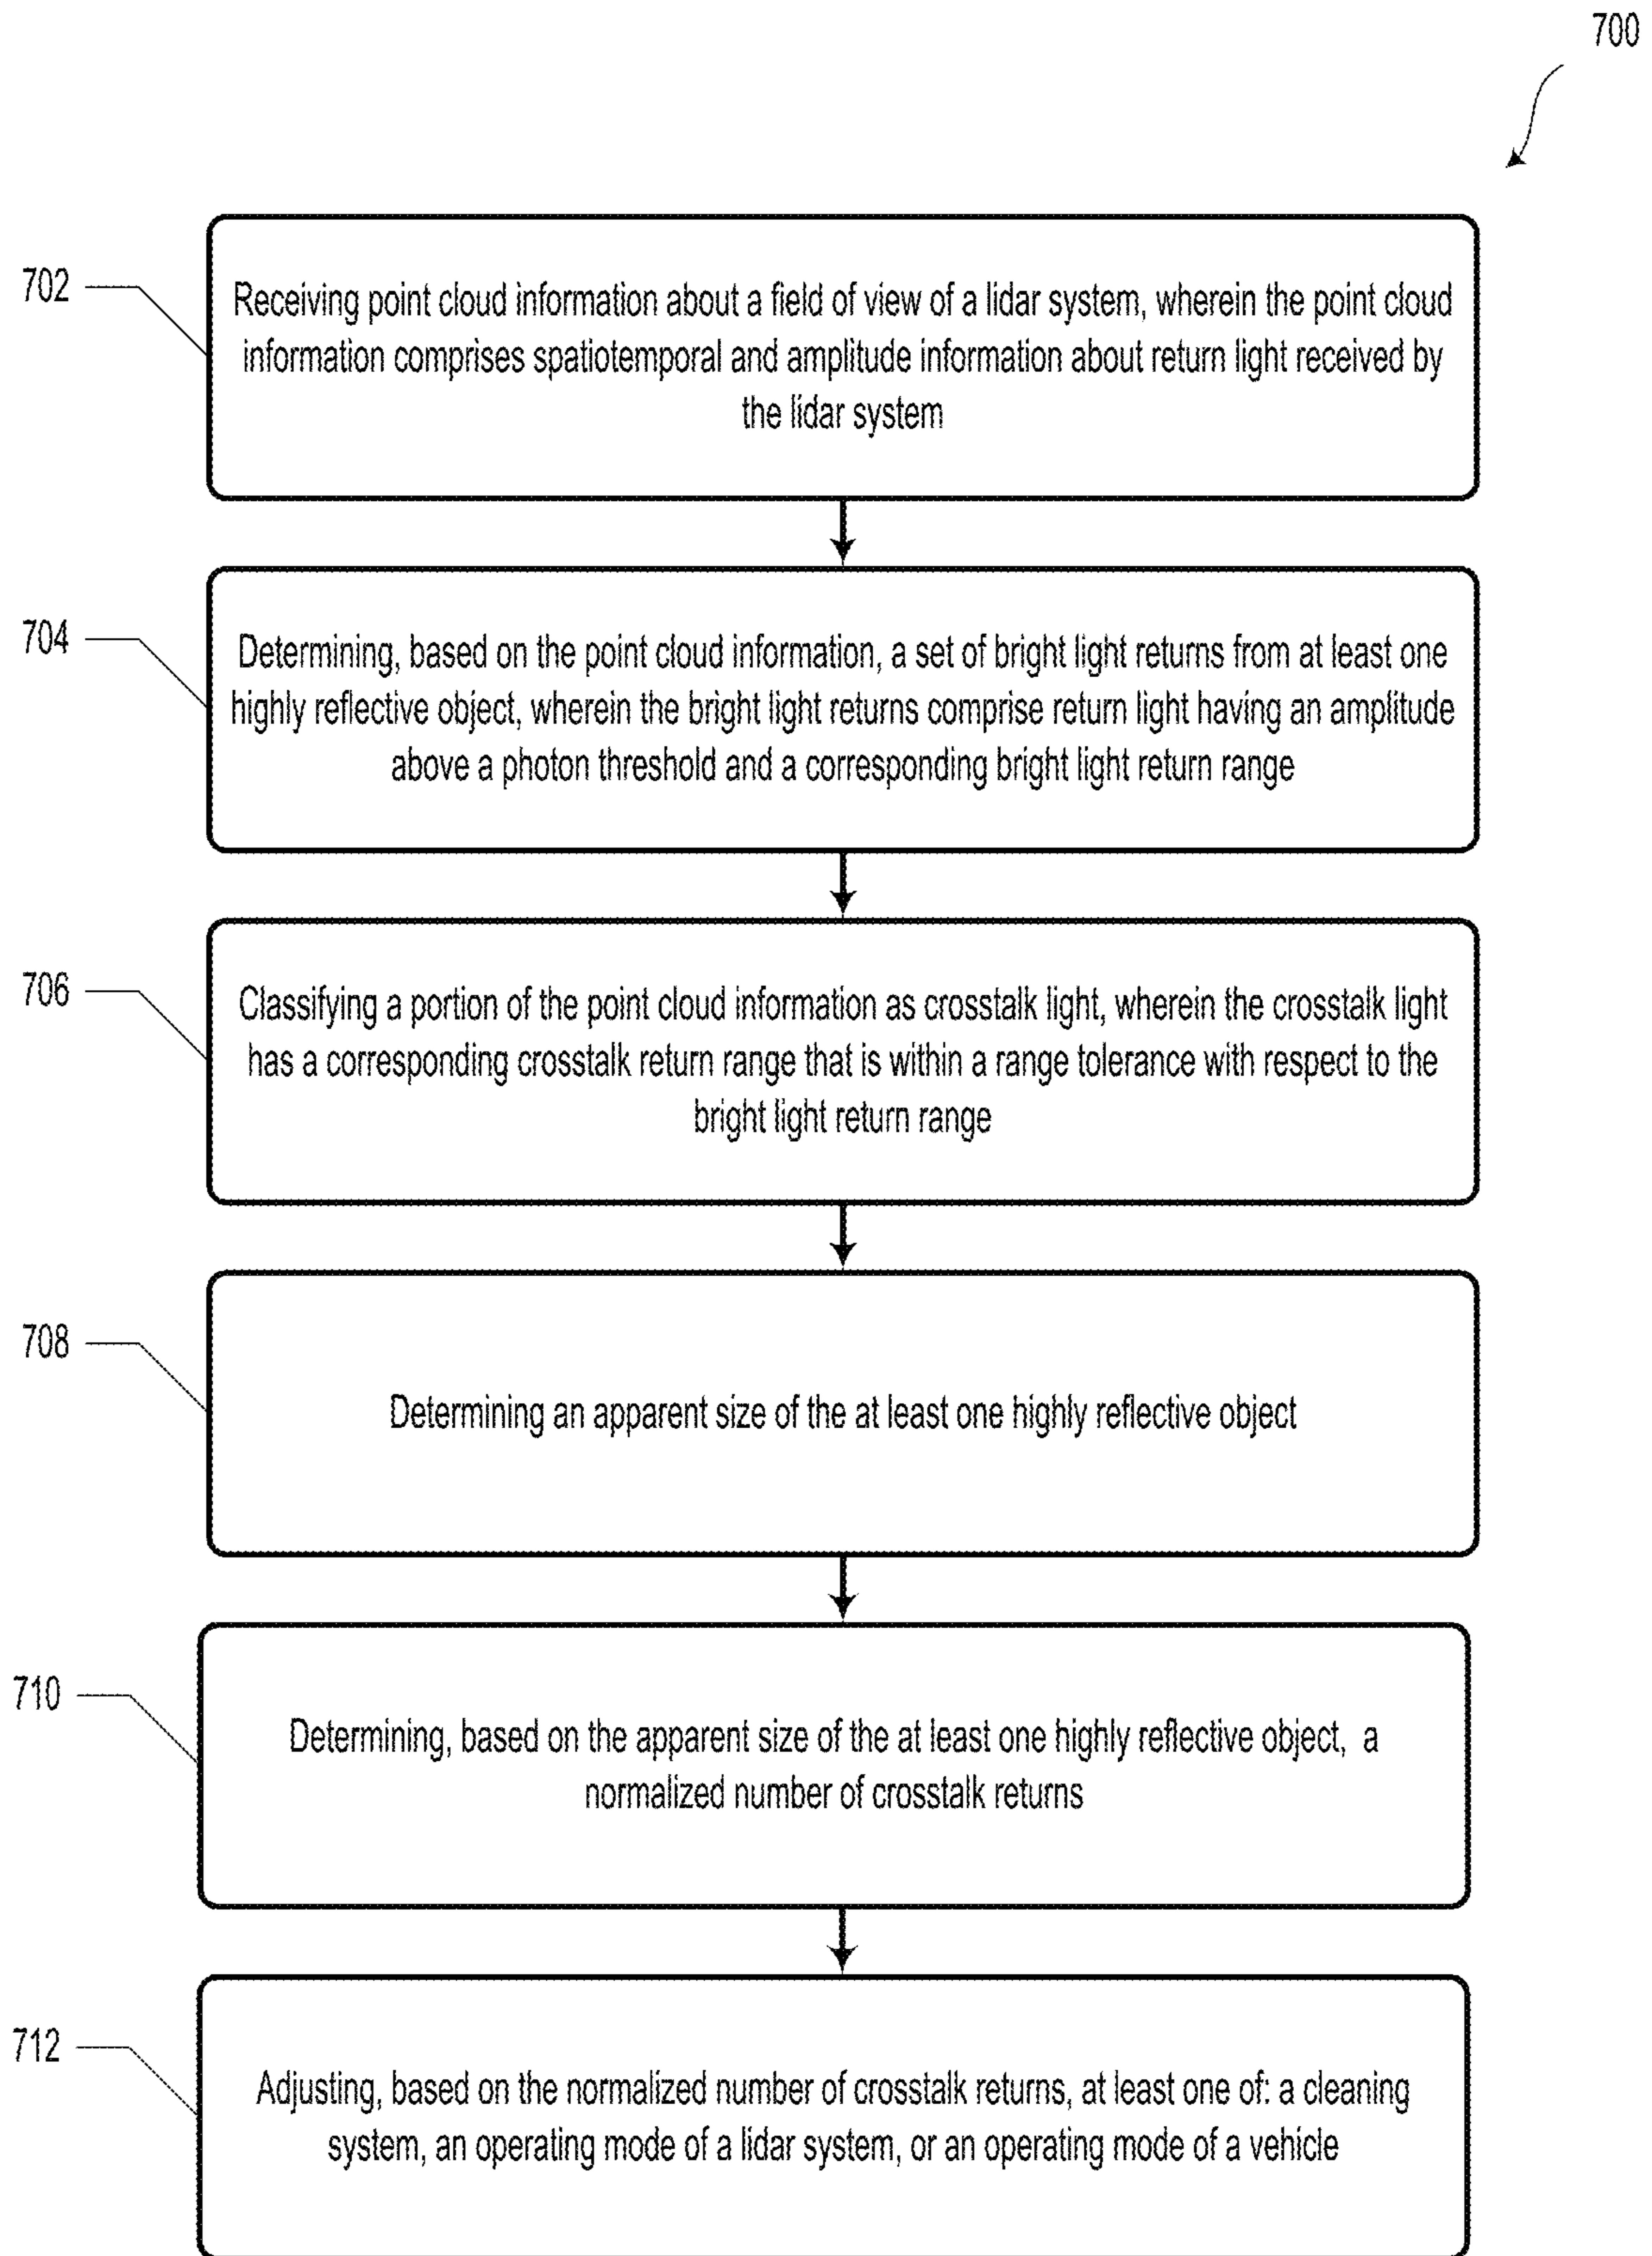 700
702
Receiving point cloud information about a field of view of a lidar system, wherein the point cloud
information comprises spatiotemporal and amplitude information about return light received by
the lidar system
704
Determining, based on the point cloud information, a set of bright light returns from at least one
highly reflective object, wherein the bright light returns comprise return light having an amplitude
above a photon threshold and a corresponding bright light return range
706
Classifying a portion of the point cloud information as crosstalk light, wherein the crosstalk light
has a corresponding crosstalk return range that is within a range tolerance with respect to the
bright light return range
708
Determining an apparent size of the at least one highly reflective object
710
Determining, based on the apparent size of the at least one highly reflective object, a
normalized number of crosstalk returns
712
Adjusting, based on the normalized number of crosstalk returns, at least one of: a cleaning
system, an operating mode of a lidar system, or an operating mode of a vehicle